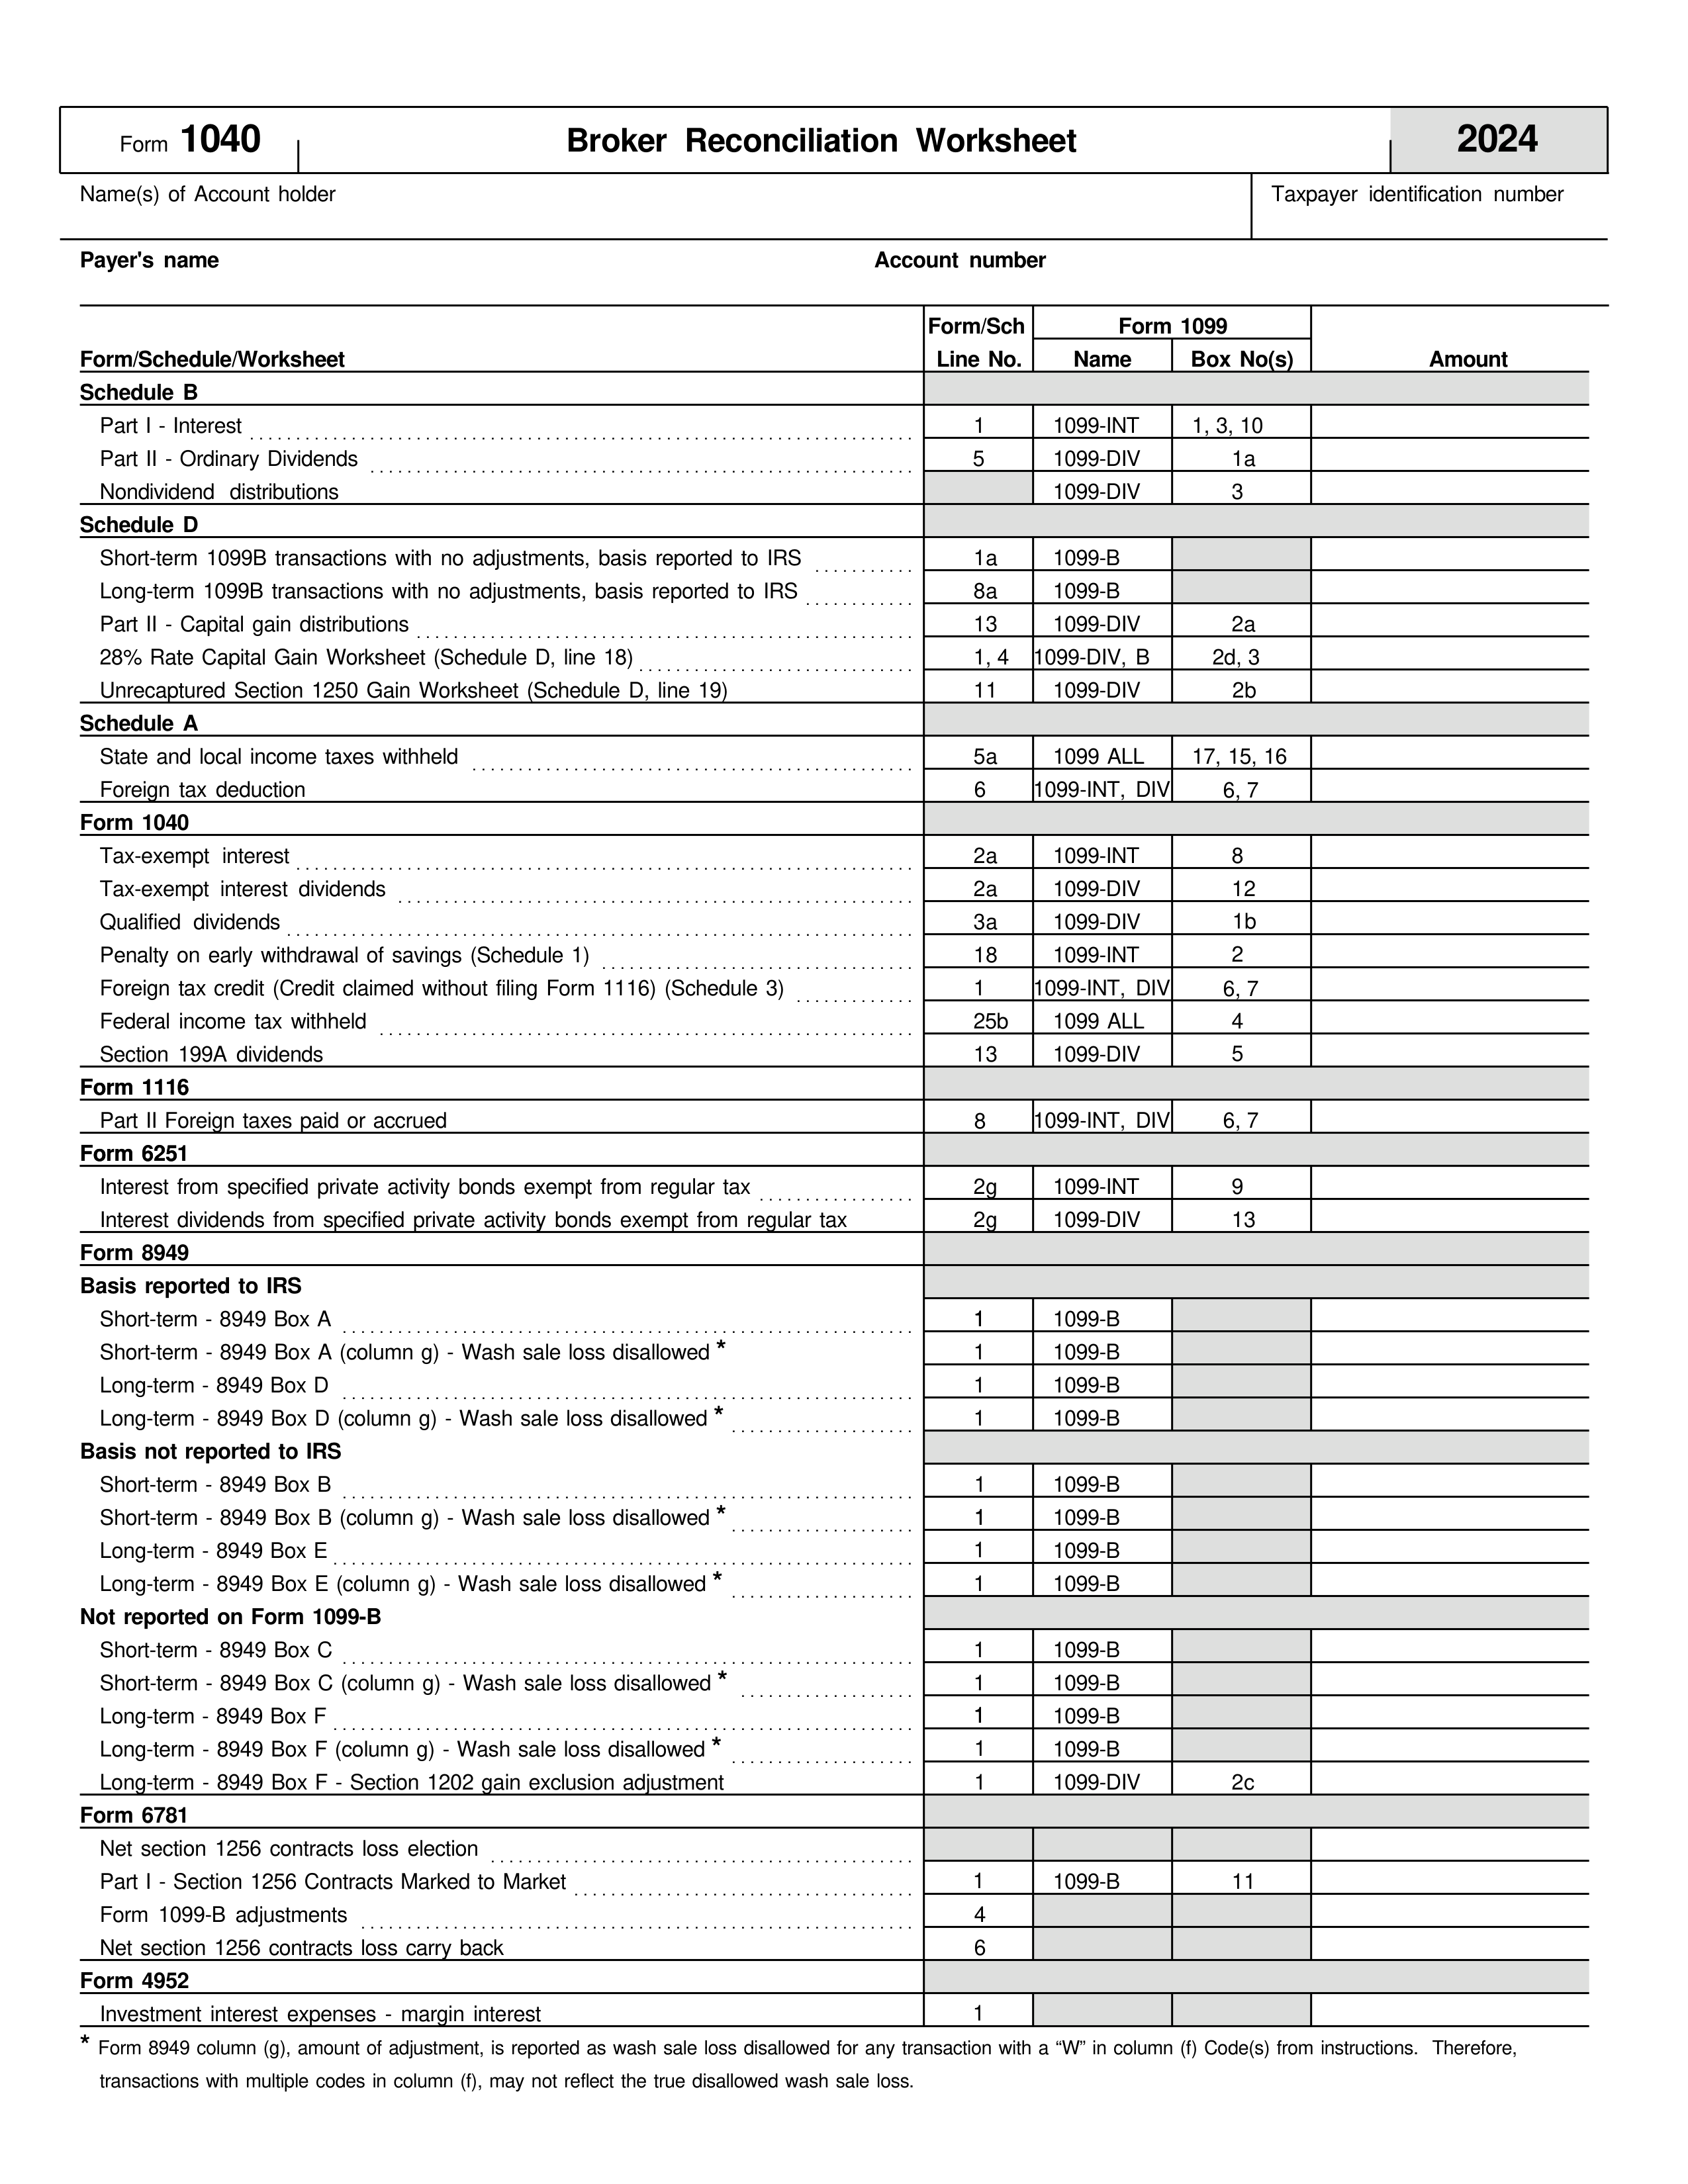 Form 1040 Broker Reconciliation Worksheet 2024
Name(s) of Account holder Taxpayer identification number
Payer's name Account number
Form/Sch Form 1099
Form/Schedule/Worksheet Line No. Name Box No(s) Amount
Schedule B
Part I - Interest 1 1099-INT 1, 3, 10
Part II - Ordinary Dividends 5 1099-DIV 1a
Nondividend distributions 1099-DIV 3
Schedule D
Short-term 1099B transactions with no adjustments, basis reported to IRS 1a 1099-B
Long-term 1099B transactions with no adjustments, basis reported to IRS 8a 1099-B
Part II - Capital gain distributions 13 1099-DIV 2a
28% Rate Capital Gain Worksheet (Schedule D, line 18) 1, 4 1099-DIV, B 2d, 3
Unrecaptured Section 1250 Gain Worksheet (Schedule D, line 19) 11 1099-DIV 2b
Schedule A
State and local income taxes withheld 5a 1099 ALL 17, 15, 16
Foreign tax deduction 6 1099-INT, DIV 6, 7
Form 1040
Tax-exempt interest 2a 1099-INT 8
Tax-exempt interest dividends 2a 1099-DIV 12
Qualified dividends 3a 1099-DIV 1b
Penalty on early withdrawal of savings (Schedule 1) 18 1099-INT 2
Foreign tax credit (Credit claimed without filing Form 1116) (Schedule 3) 1 1099-INT, DIV 6, 7
Federal income tax withheld 25b 1099 ALL 4
Section 199A dividends 13 1099-DIV 5
Form 1116
Part II Foreign taxes paid or accrued 8 1099-INT, DIV 6, 7
Form 6251
Interest from specified private activity bonds exempt from regular tax 2g 1099-INT 9
Interest dividends from specified private activity bonds exempt from regular tax 2g 1099-DIV 13
Form 8949
Basis reported to IRS
Short-term - 8949 Box A 1 1099-B
Short-term - 8949 Box A (column g) - Wash sale loss disallowed * 1 1099-B
Long-term - 8949 Box D 1 1099-B
Long-term - 8949 Box D (column g) - Wash sale loss disallowed * 1 1099-B
Basis not reported to IRS
Short-term - 8949 Box B 1 1099-B
Short-term - 8949 Box B (column g) - Wash sale loss disallowed * 1 1099-B
Long-term - 8949 Box E 1 1099-B
Long-term - 8949 Box E (column g) - Wash sale loss disallowed * 1 1099-B
Not reported on Form 1099-B
Short-term - 8949 Box C 1 1099-B
Short-term - 8949 Box C (column g) - Wash sale loss disallowed * 1 1099-B
Long-term - 8949 Box F 1 1099-B
Long-term - 8949 Box F (column g) - Wash sale loss disallowed * 1 1099-B
Long-term - 8949 Box F - Section 1202 gain exclusion adjustment 1 1099-DIV 2c
Form 6781
Net section 1256 contracts loss election
Part I - Section 1256 Contracts Marked to Market 1 1099-B 11
Form 1099-B adjustments 4
Net section 1256 contracts loss carry back 6
Form 4952
Investment interest expenses - margin interest 1
* Form 8949 column (g), amount of adjustment, is reported as wash sale loss disallowed for any transaction with a “W” in column (f) Code(s) from instructions. Therefore,
transactions with multiple codes in column (f), may not reflect the true disallowed wash sale loss.